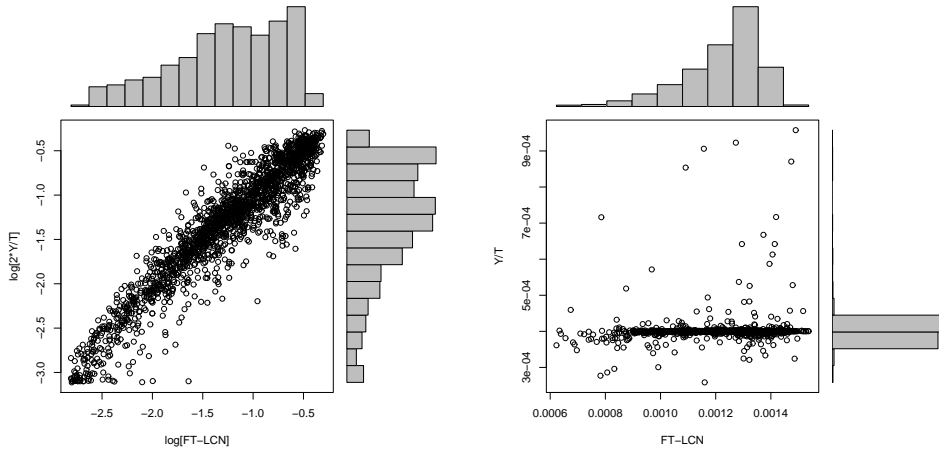 −0.5
−1.0
−1.5
−2.0
−2.5
−3.0
log[2*Y/T]
−2.5 −2.0 −1.5 −1.0 −0.5
log[FT−LCN]
9e−04
7e−04
5e−04
3e−04
Y/T
0.0006 0.0008 0.0010 0.0012 0.0014
FT−LCN